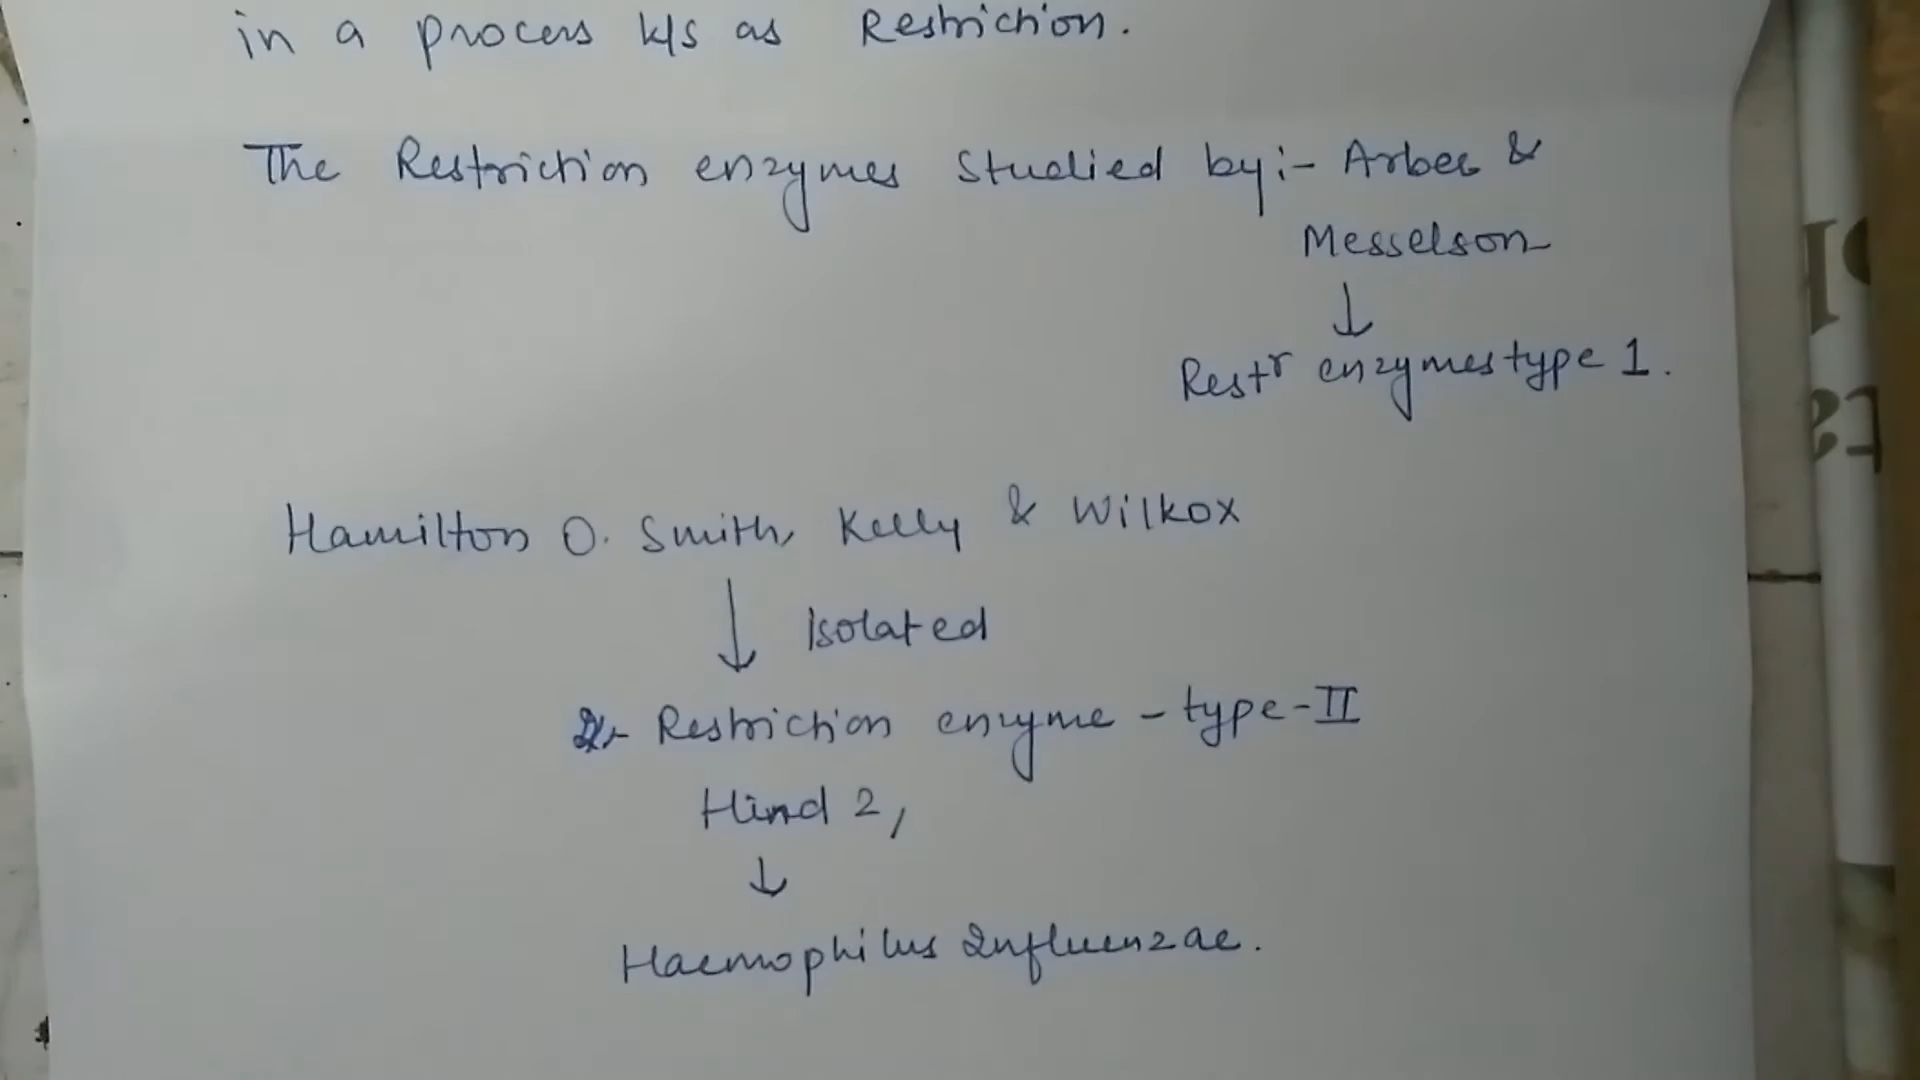 in a process k/s as Restriction.
The Restriction enzymes studied by:- Arber &
Messelson
↓
Restr enzymes type 1.
Hamilton O. Smith, Kelly & Wilkox
↓ Isolated
Restriction enzyme - type-II
Hind 2,
↓
Haemophilus Influenzae.